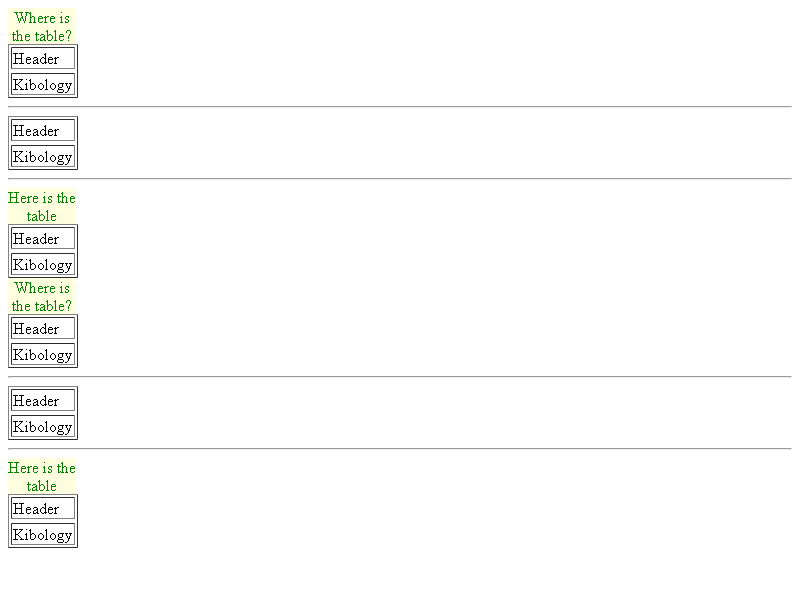 Where is
the table?
Header
Kibology
Header
Kibology
Here is the
table
Header
Kibology
Where is
the table?
Header
Kibology
Header
Kibology
Here is the
table
Header
Kibology